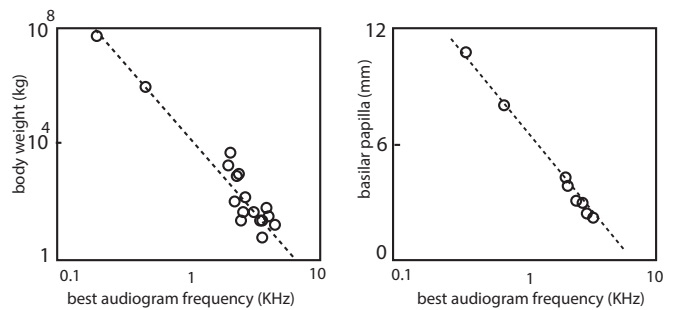 8
10
body weight (kg)
10 4
1
0.1 1 10
best audiogram frequency (KHz)
12
basilar papilla (mm)
6
0
0.1 1 10
best audiogram frequency (KHz)